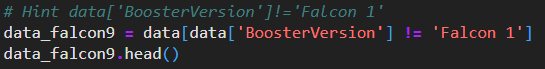 # Hint data['BoosterVersion']!='Falcon 1'
data_falcon9 = data[data['BoosterVersion'] != 'Falcon 1']
data_falcon9.head()